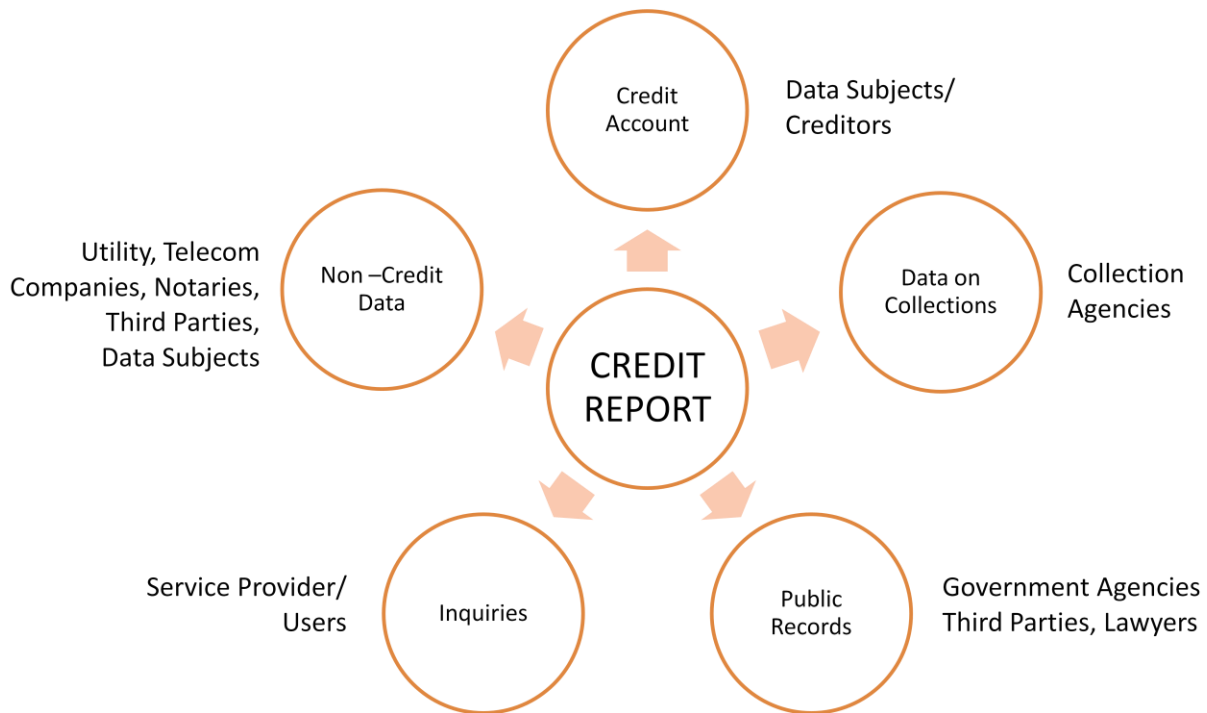 Credit
Account
Data Subjects/
Creditors
Utility, Telecom
Companies, Notaries,
Third Parties,
Data Subjects
Non –Credit
Data
Data on
Collections
Collection
Agencies
CREDIT
REPORT
Service Provider/
Users
Inquiries
Public
Records
Government Agencies
Third Parties, Lawyers